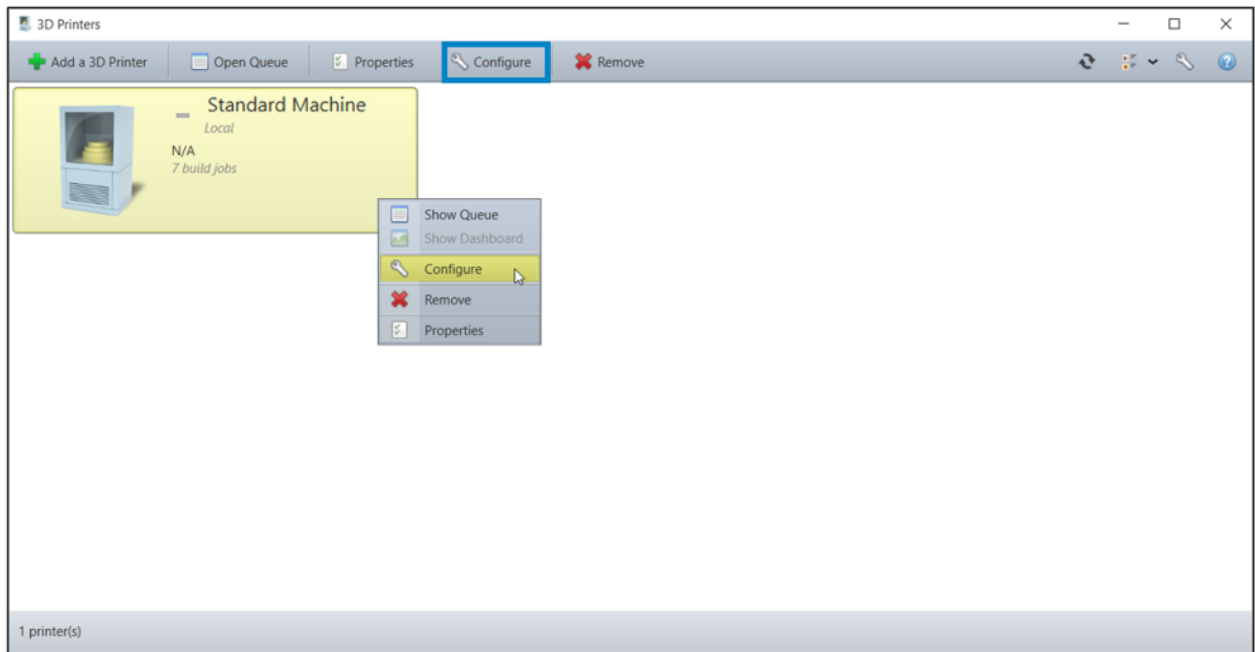 3D Printers
Add a 3D Printer Open Queue Properties Configure Remove
Standard Machine
Local
N/A
7 build jobs
Show Queue
Show Dashboard
Configure
Remove
Properties
1 printer(s)